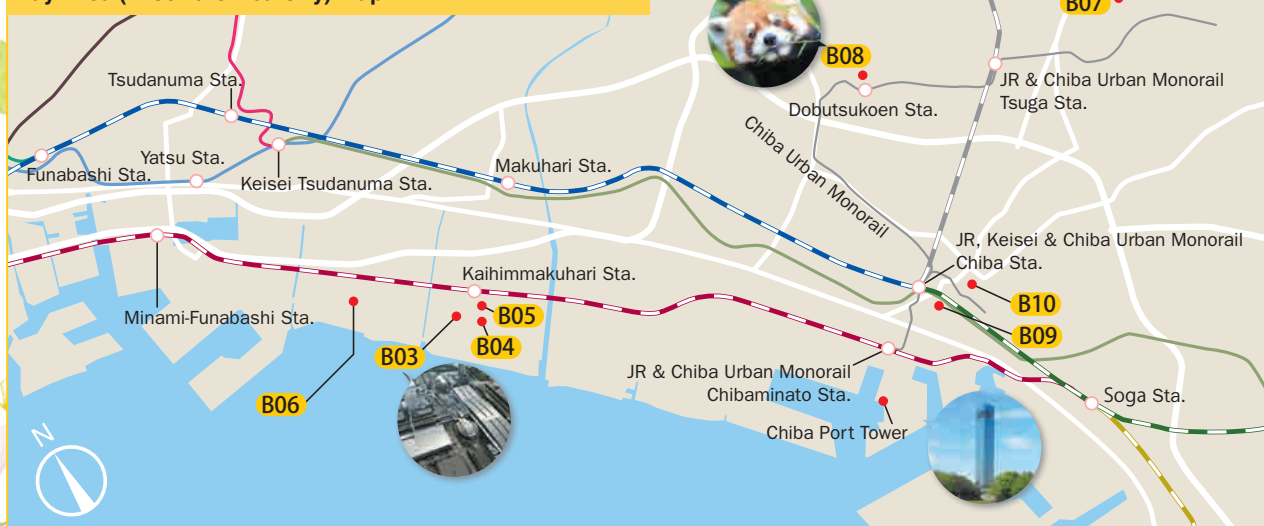 B07
B08
JR & Chiba Urban Monorail
Tsuga Sta.
Dobutsukoen Sta.
Tsudanuma Sta.
Chiba Urban Monorail
Yatsu Sta.
Makuhari Sta.
Funabashi Sta.
Keisei Tsudanuma Sta.
JR, Keisei & Chiba Urban Monorail
Chiba Sta.
Kaihimmakuhari Sta.
B10
Minami-Funabashi Sta.
B05
B09
B04
B03
JR & Chiba Urban Monorail
Chibaminato Sta.
Soga Sta.
B06
Chiba Port Tower
N